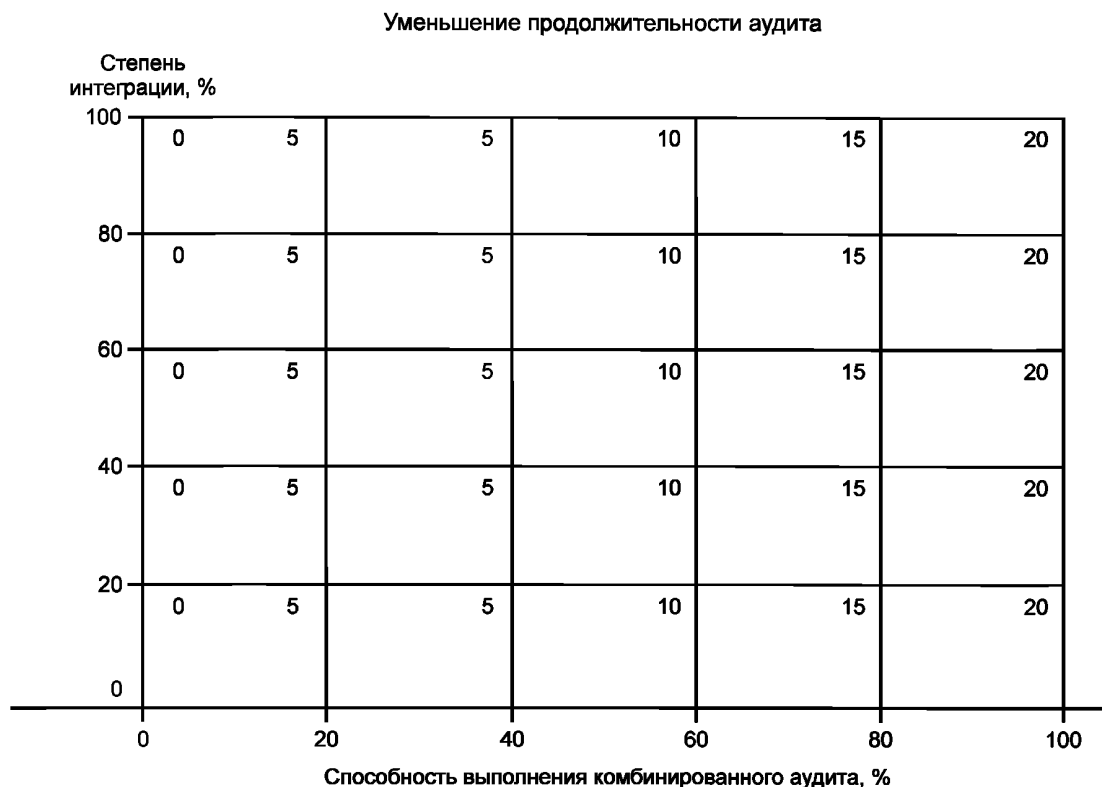 Уменьшение продолжительности аудита
Степень
интеграции, %
100
0 5 5 10 15 20
80
0 5 5 10 15 20
60
0 5 5 10 15 20
40
0 5 5 10 15 20
20
0 5 5 10 15 20
0
0 20 40 60 80 100
Способность выполнения комбинированного аудита, %